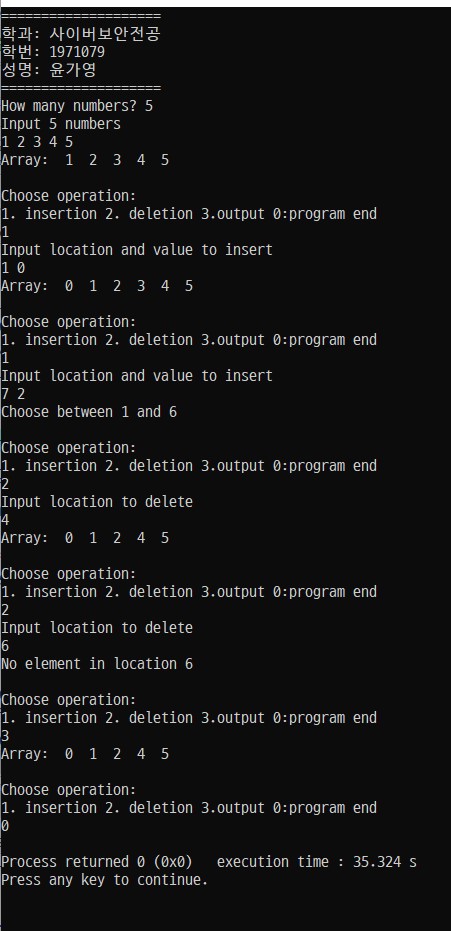 ====================
학과: 사이버보안전공
학번: 1971079
성명: 윤가영
====================
How many numbers? 5
Input 5 numbers
1 2 3 4 5
Array:  1  2  3  4  5
Choose operation:
1. insertion 2. deletion 3.output 0:program end
1
Input location and value to insert
1 0
Array:  0  1  2  3  4  5
Choose operation:
1. insertion 2. deletion 3.output 0:program end
1
Input location and value to insert
7 2
Choose between 1 and 6
Choose operation:
1. insertion 2. deletion 3.output 0:program end
2
Input location to delete
4
Array:  0  1  2  4  5
Choose operation:
1. insertion 2. deletion 3.output 0:program end
2
Input location to delete
6
No element in location 6
Choose operation:
1. insertion 2. deletion 3.output 0:program end
3
Array:  0  1  2  4  5
Choose operation:
1. insertion 2. deletion 3.output 0:program end
0
Process returned 0 (0x0)   execution time : 35.324 s
Press any key to continue.